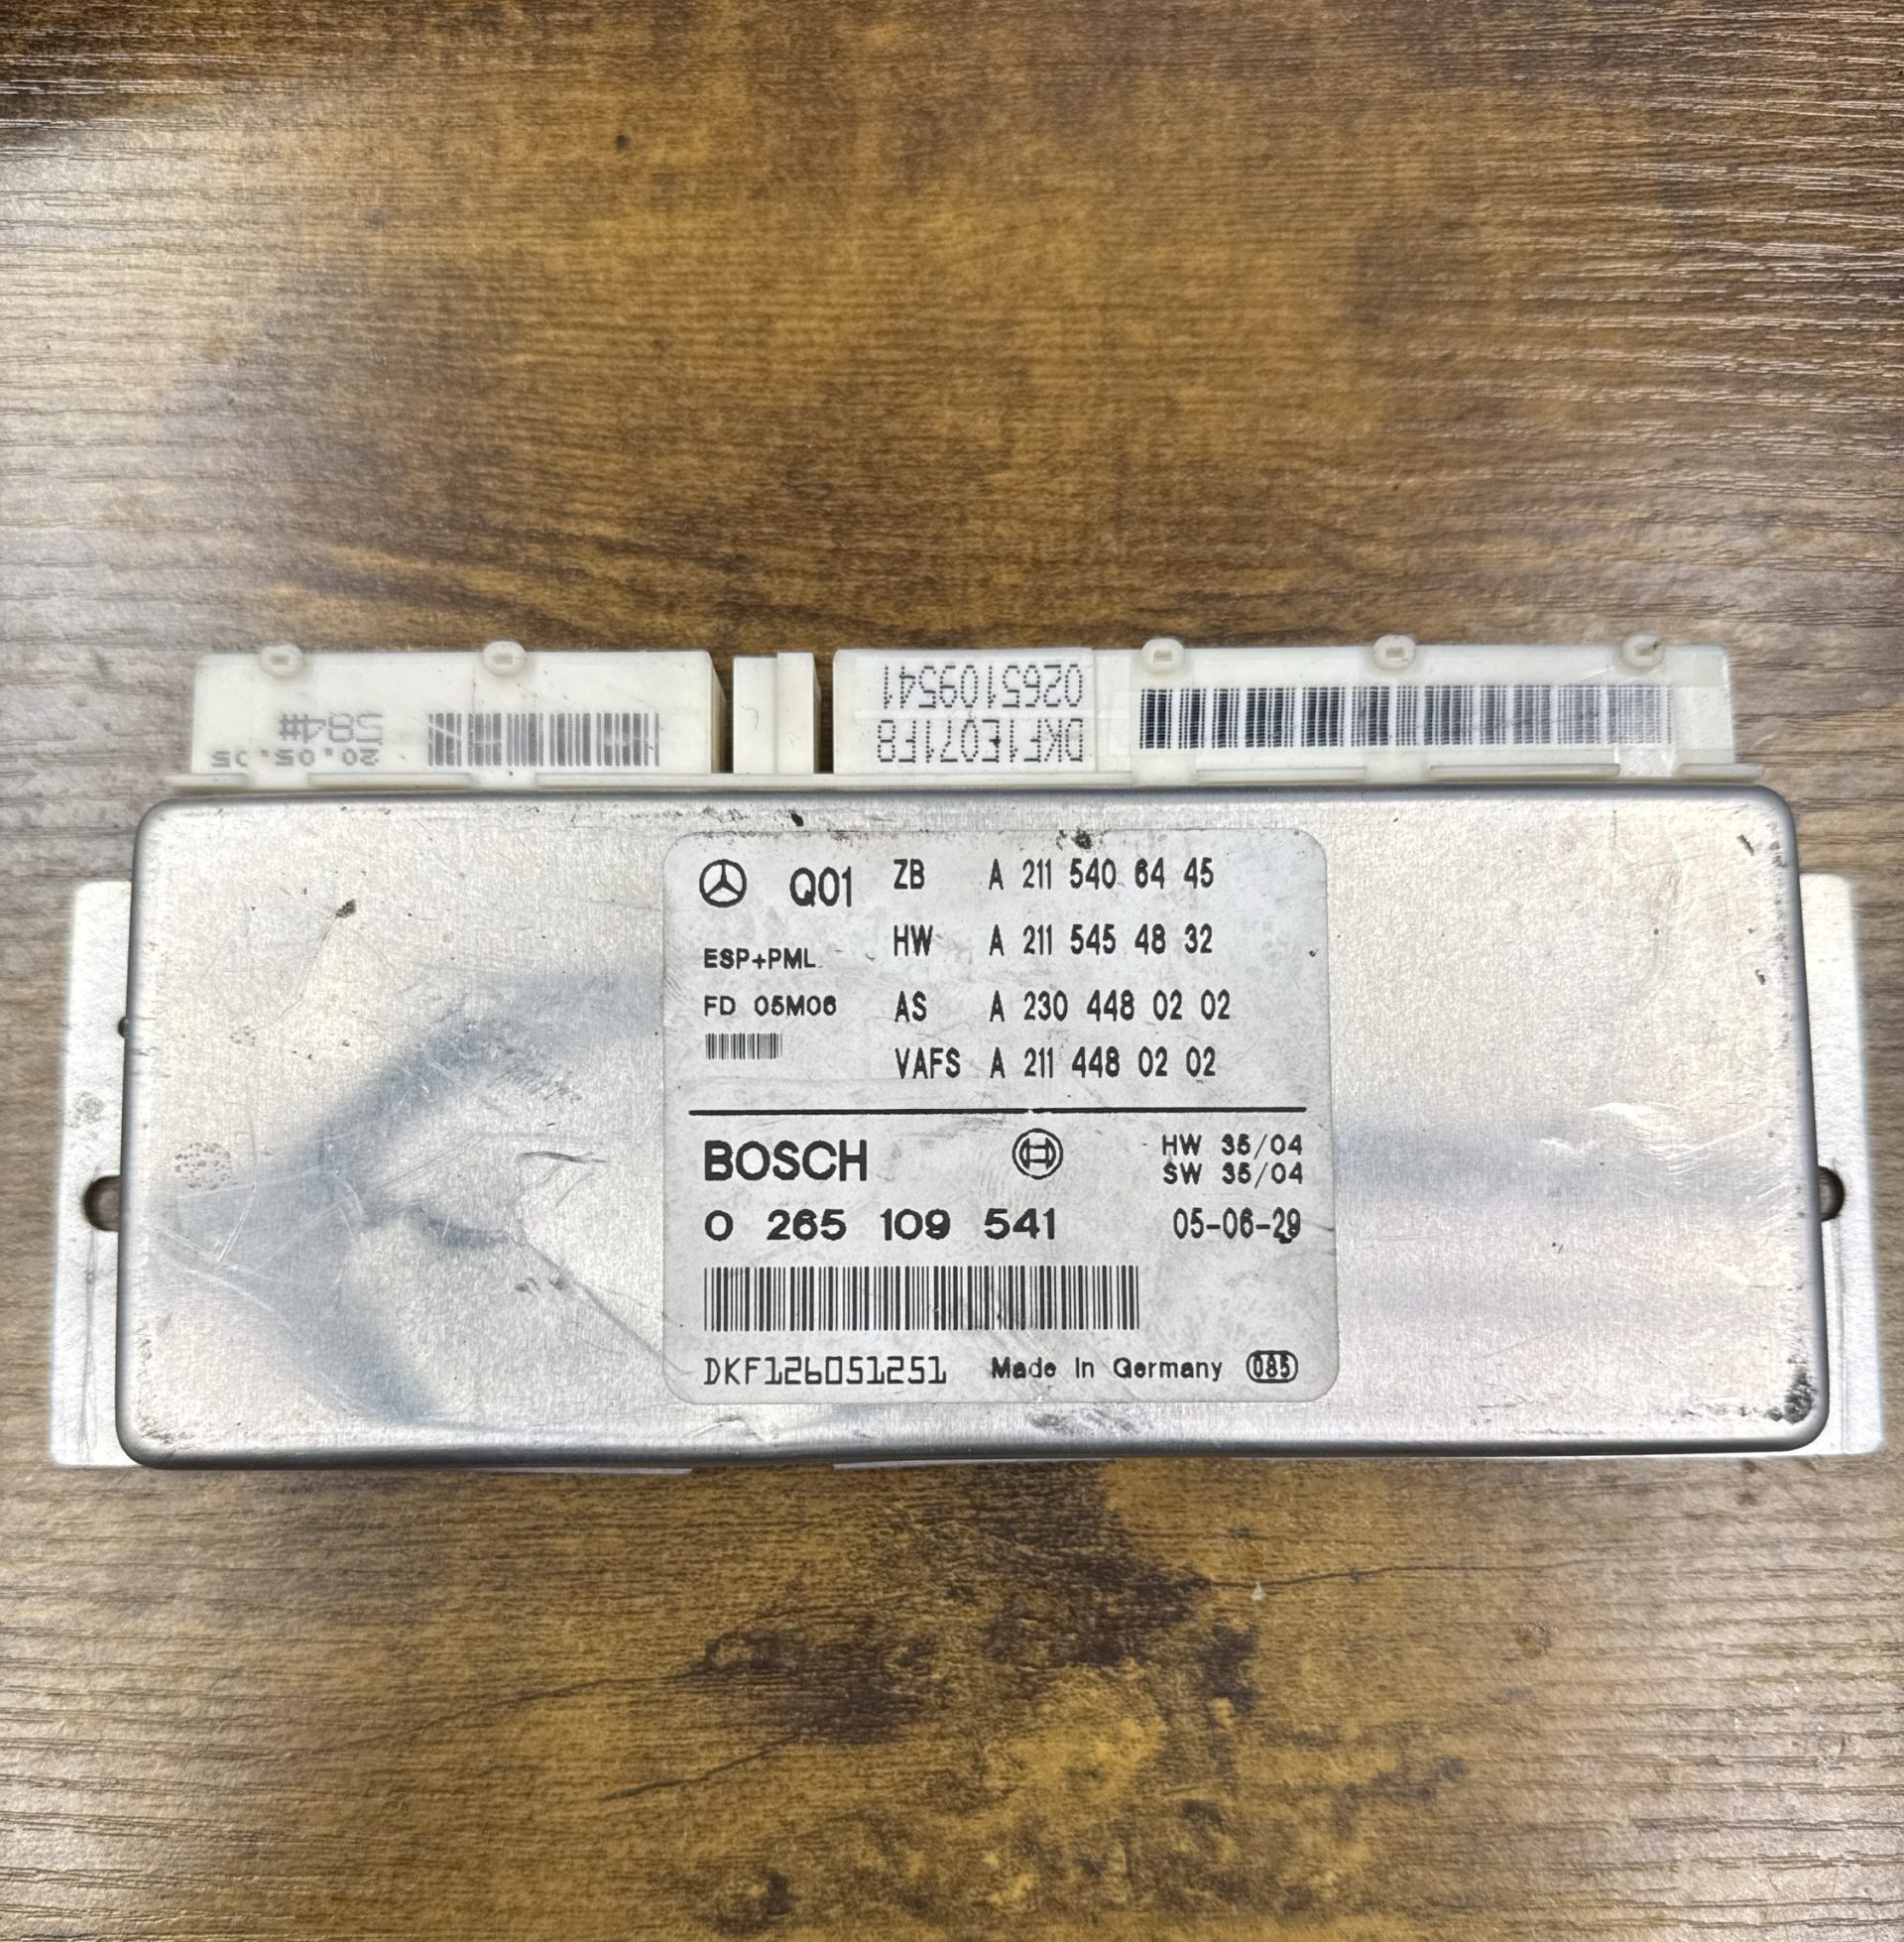 584#
20.05.05
0265109541
DKF1E071F8
Q01
ZB A 211 540 64 45
ESP+PML
HW A 211 545 48 32
FD 05M06
AS A 230 448 02 02
VAFS A 211 448 02 02
BOSCH
HW 35/04
SW 35/04
0 265 109 541
05-06-29
DKF126051251
Made In Germany
085